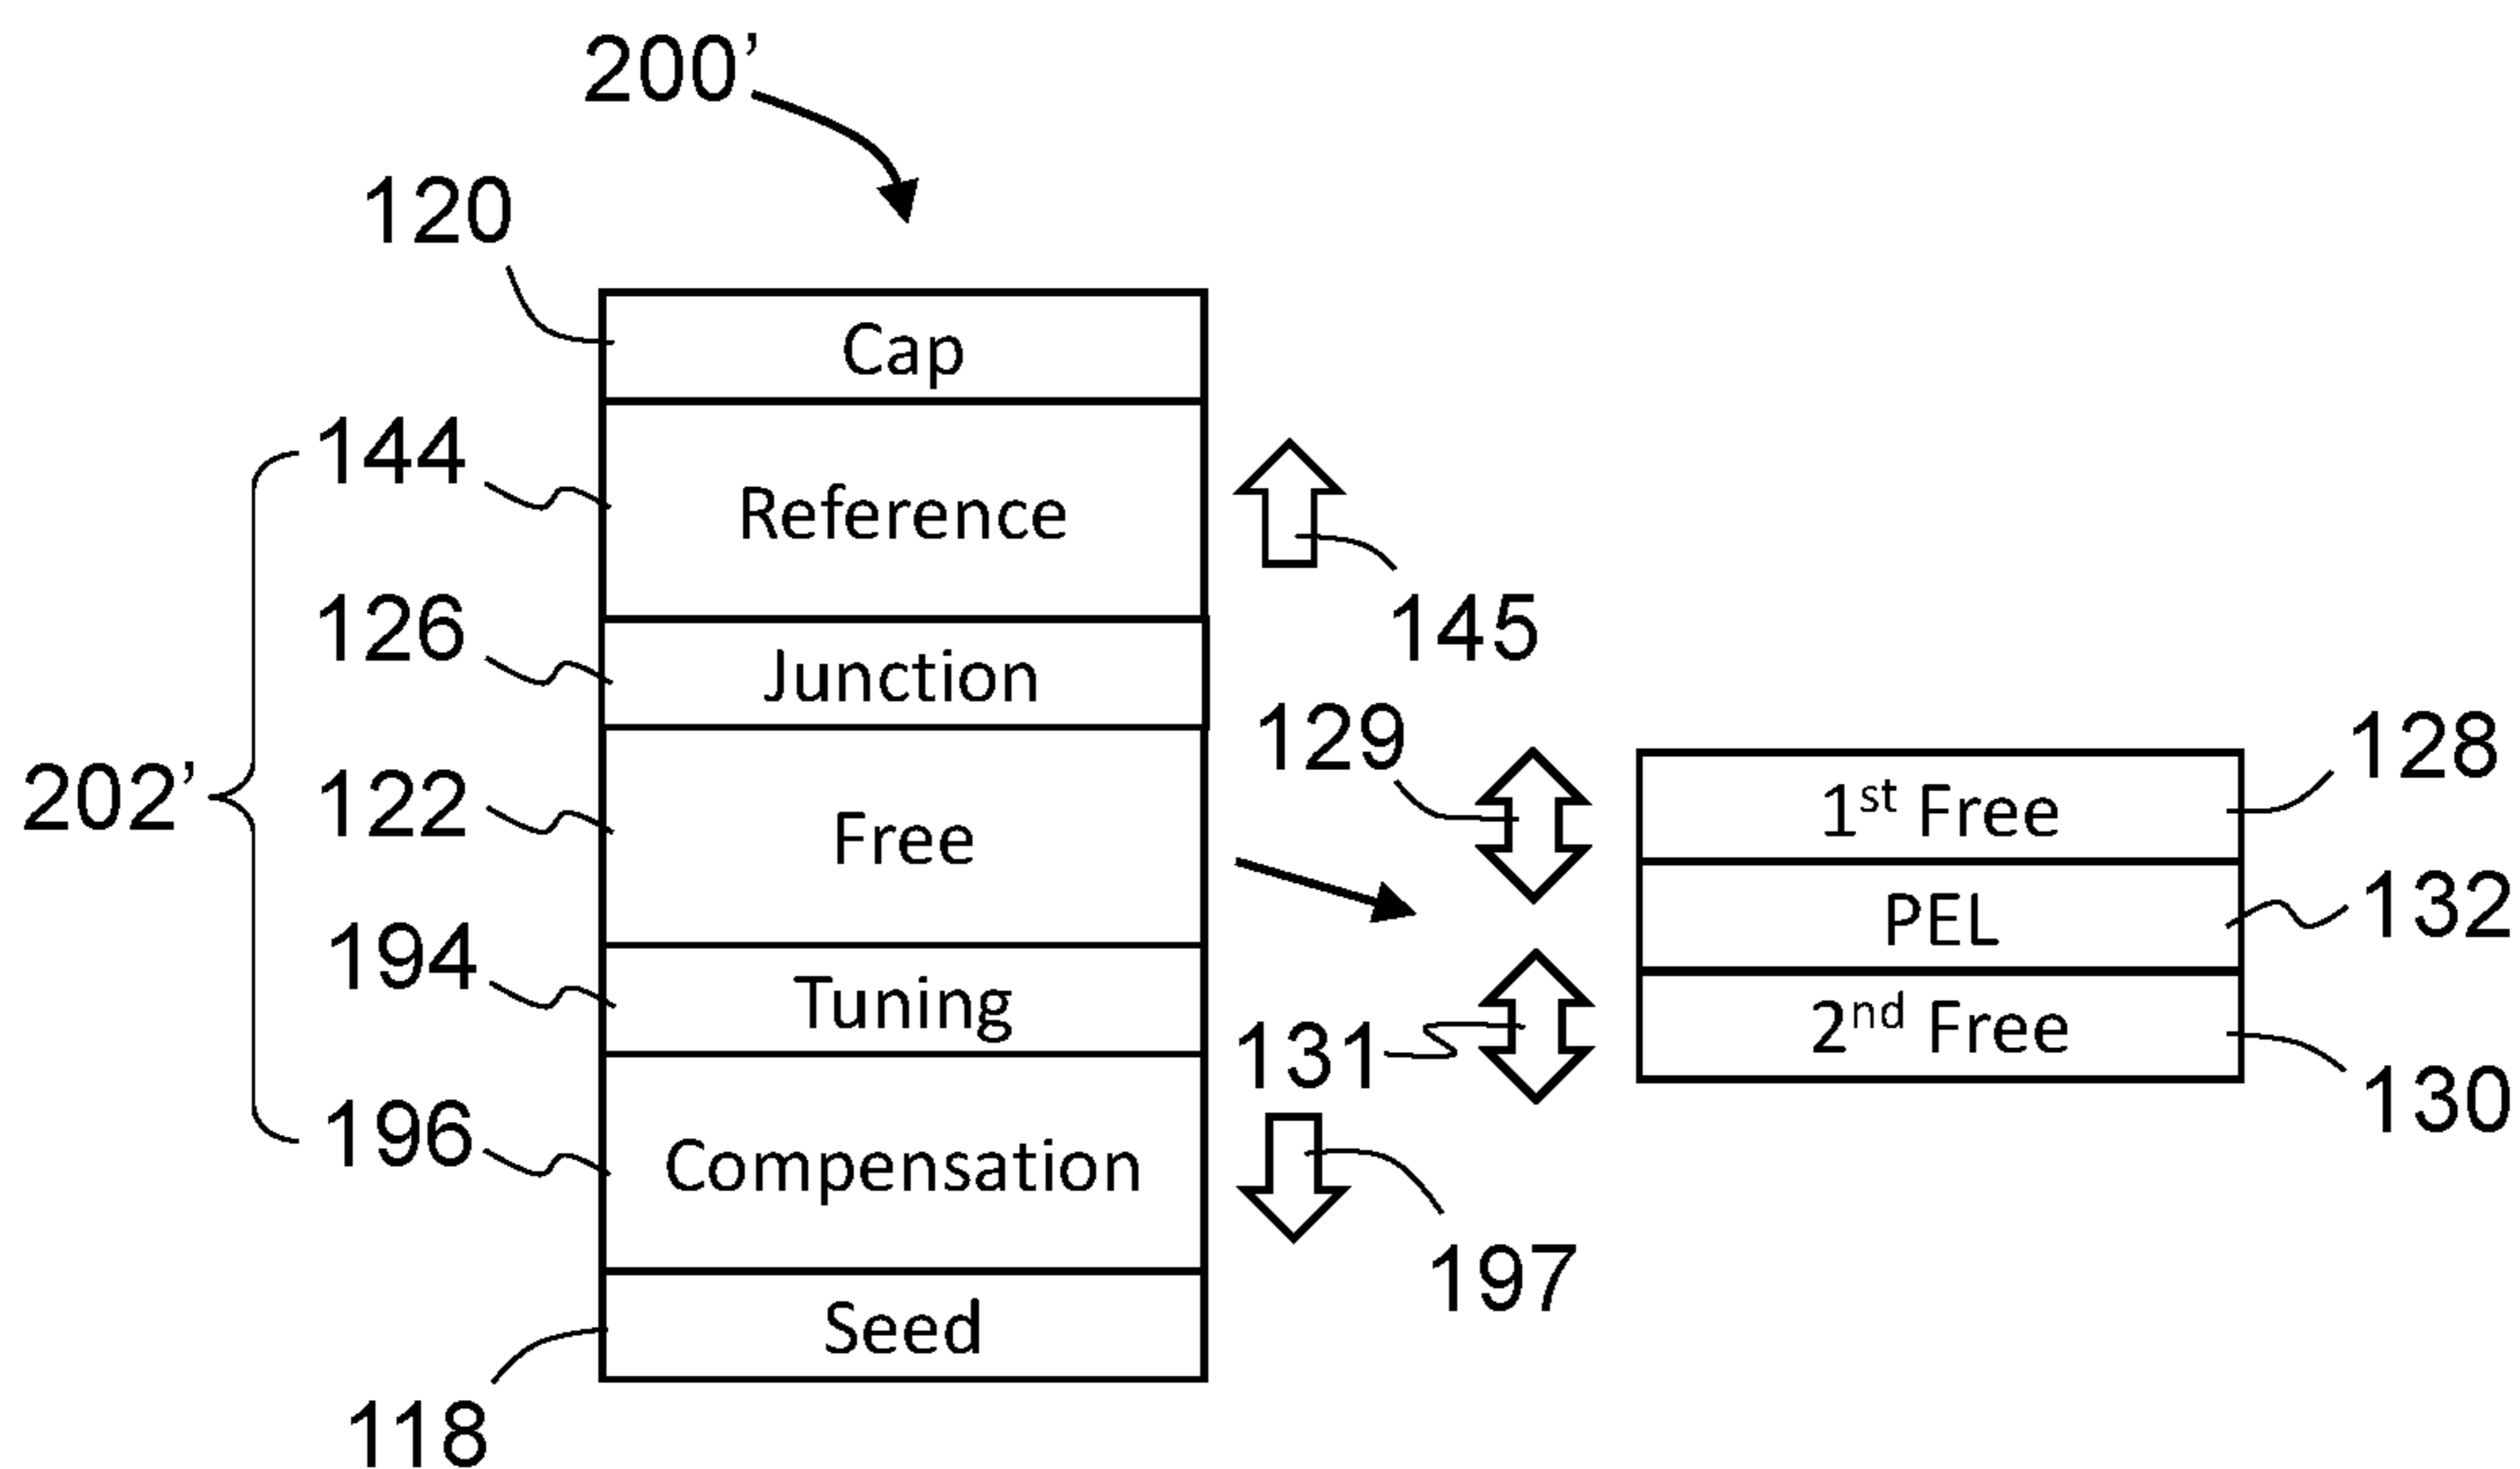 200’
120
Cap
144
Reference
145
126
Junction
129
128
1st Free
202’
122
Free
132
PEL
194
Tuning
131
2nd Free
130
196
Compensation
197
Seed
118